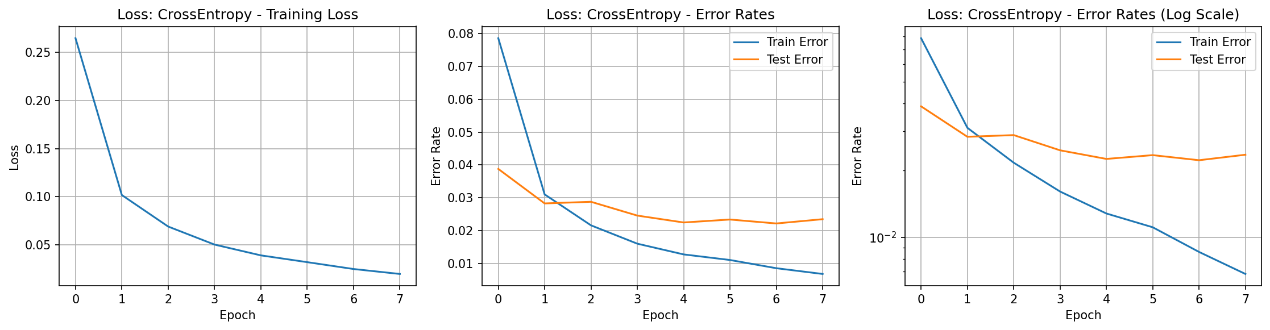 Loss: CrossEntropy - Training Loss
0.25
0.20
0.15
0.10
0.05
Loss
0 1 2 3 4 5 6 7
Epoch
Loss: CrossEntropy - Error Rates
0.08
0.07
0.06
0.05
0.04
0.03
0.02
0.01
Error Rate
Train Error
Test Error
0 1 2 3 4 5 6 7
Epoch
Loss: CrossEntropy - Error Rates (Log Scale)
10⁻²
Error Rate
Train Error
Test Error
0 1 2 3 4 5 6 7
Epoch